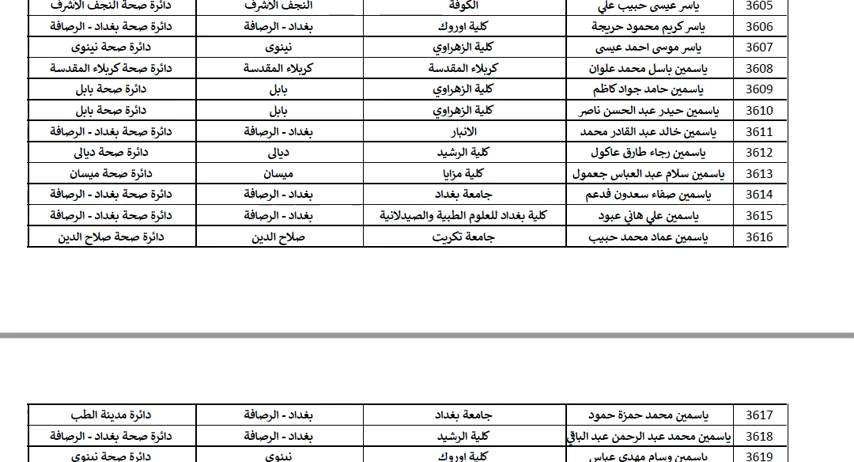 3605 ياسر عيسى حبيب علي الكوفة النجف الاشرف دائرة صحة النجف الاشرف
3606 ياسر كريم محمود حريجة كلية اوروك بغداد - الرصافة دائرة صحة بغداد - الرصافة
3607 ياسر موسى احمد عيسى كلية الزهراوي نينوى دائرة صحة نينوى
3608 ياسمين باسل محمد علوان كربلاء المقدسة كربلاء المقدسة دائرة صحة كربلاء المقدسة
3609 ياسمين حامد جواد كاظم كلية الزهراوي بابل دائرة صحة بابل
3610 ياسمين حيدر عبد الحسن ناصر كلية الزهراوي بابل دائرة صحة بابل
3611 ياسمين خالد عبد القادر محمد الانبار بغداد - الرصافة دائرة صحة بغداد - الرصافة
3612 ياسمين رجاء طارق عاكول كلية الرشيد ديالى دائرة صحة ديالى
3613 ياسمين سلام عبد العباس جعمول كلية مزايا ميسان دائرة صحة ميسان
3614 ياسمين صفاء سعدون فدعم جامعة بغداد بغداد - الرصافة دائرة صحة بغداد - الرصافة
3615 ياسمين علي هاني عبود كلية بغداد للعلوم الطبية والصيدلانية بغداد - الرصافة دائرة صحة بغداد - الرصافة
3616 ياسمين عماد محمد حبيب جامعة تكريت صلاح الدين دائرة صحة صلاح الدين
3617 ياسمين محمد حمزة حمود جامعة بغداد بغداد - الرصافة دائرة مدينة الطب
3618 ياسمين محمد عبد الرحمن عبد الباقي كلية الرشيد بغداد - الرصافة دائرة صحة بغداد - الرصافة
3619 ياسمين وسام مهدي عباس كلية اوروك نينوى دائرة صحة نينوى